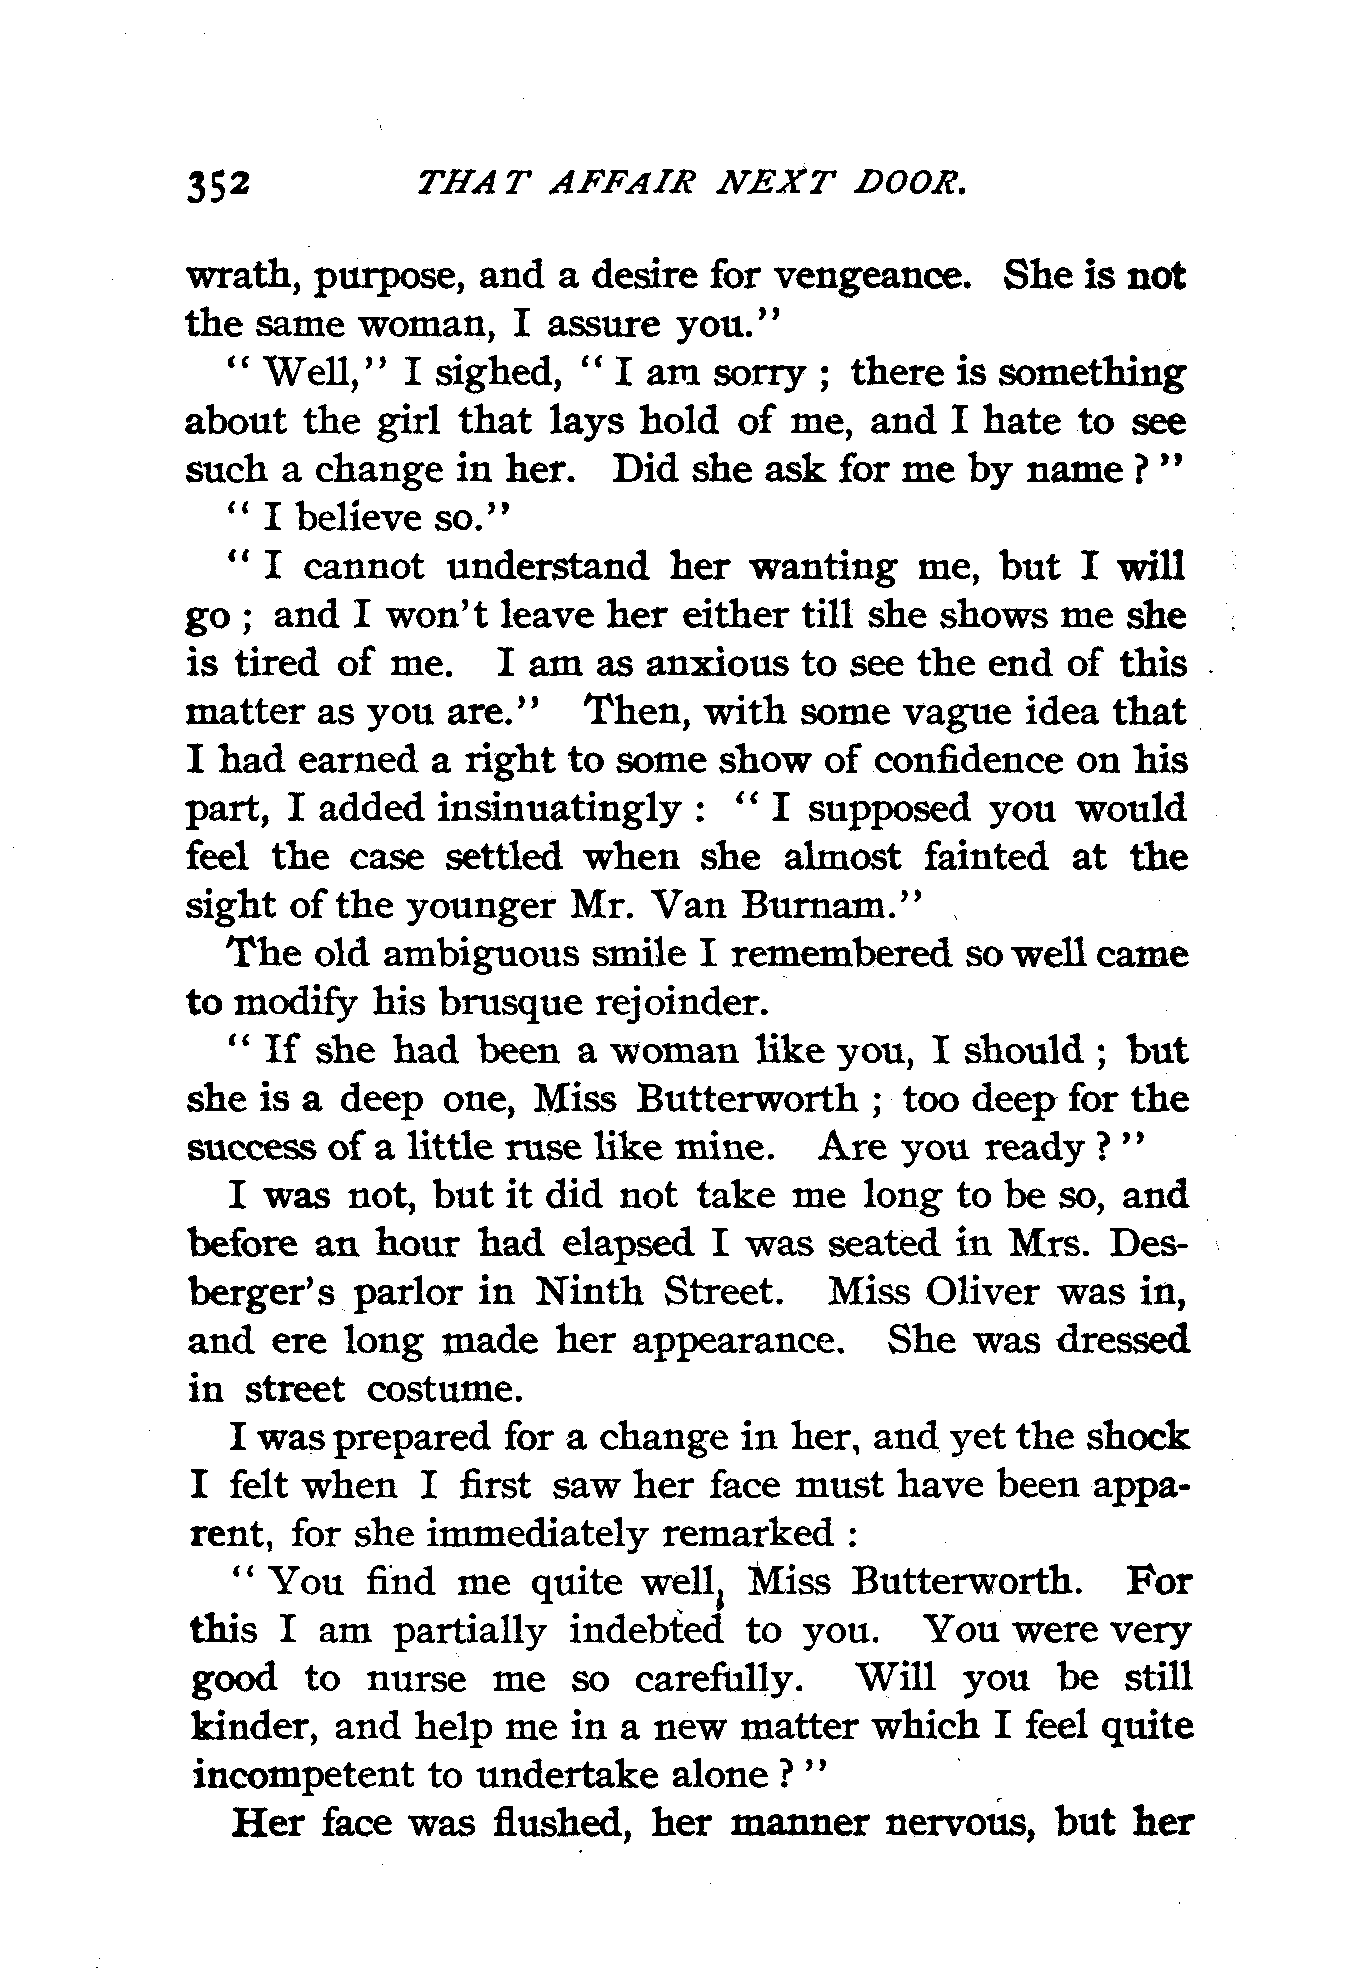 352 THAT AFFAIR NEXT DOOR.
wrath, purpose, and a desire for vengeance. She is not
the same woman, I assure you."
" Well," I sighed, " I am sorry ; there is something
about the girl that lays hold of me, and I hate to see
such a change in her. Did she ask for me by name ? "
" I believe so."
" I cannot understand her wanting me, but I will
go ; and I won't leave her either till she shows me she
is tired of me. I am as anxious to see the end of this
matter as you are." Then, with some vague idea that
I had earned a right to some show of confidence on his
part, I added insinuatingly : " I supposed you would
feel the case settled when she almost fainted at the
sight of the younger Mr. Van Burnam."
The old ambiguous smile I remembered so well came
to modify his brusque rejoinder.
" If she had been a woman like you, I should ; but
she is a deep one, Miss Butterworth ; too deep for the
success of a little ruse like mine. Are you ready ? "
I was not, but it did not take me long to be so, and
before an hour had elapsed I was seated in Mrs. Des-
berger's parlor in Ninth Street. Miss Oliver was in,
and ere long made her appearance. She was dressed
in street costume.
I was prepared for a change in her, and yet the shock
I felt when I first saw her face must have been appa-
rent, for she immediately remarked :
" You find me quite well, Miss Butterworth. For
this I am partially indebted to you. You were very
good to nurse me so carefully. Will you be still
kinder, and help me in a new matter which I feel quite
incompetent to undertake alone ? "
Her face was flushed, her manner nervous, but her